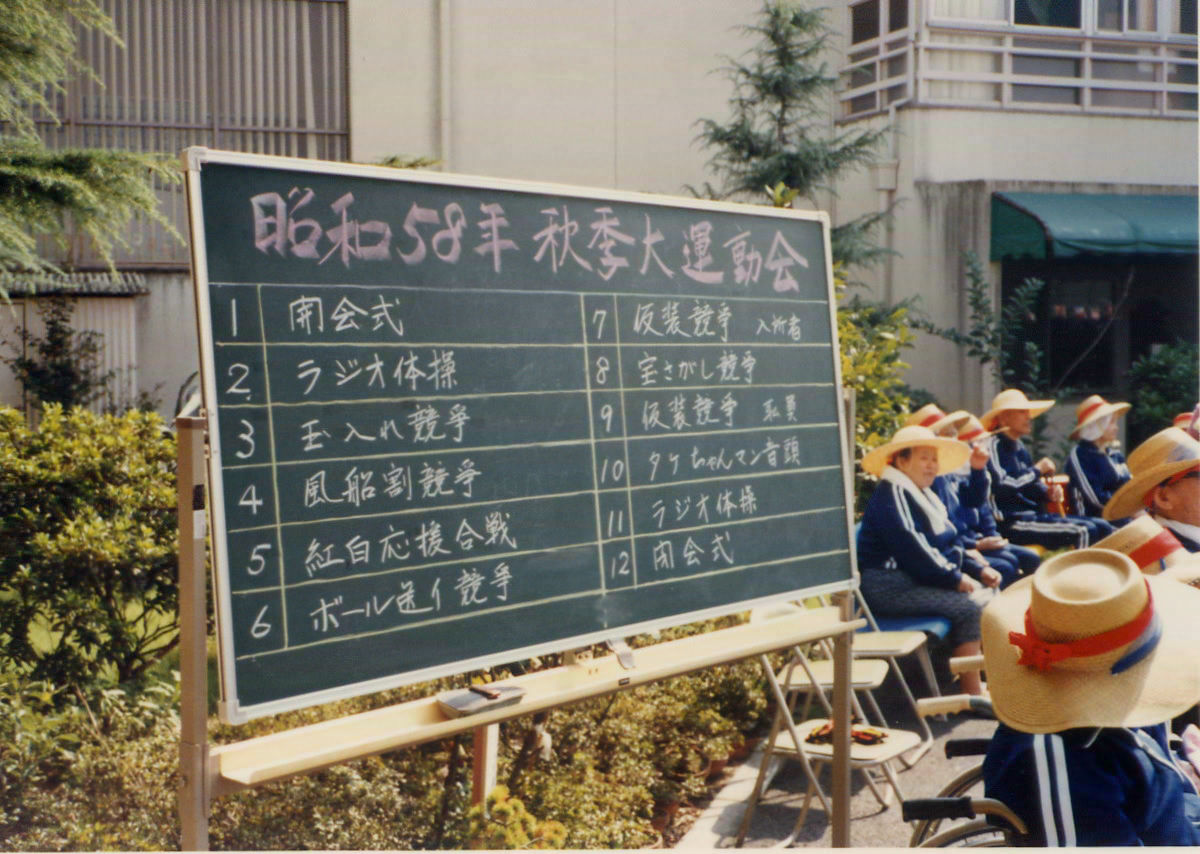 昭和58年 秋季大運動会
1 開会式
2 ラジオ体操
3 玉入れ競争
4 風船割競争
5 紅白応援合戦
6 ボール送り競争
7 仮装競争 入所者
8 宝さがし競争
9 仮装競争 职員
10 タケちゃんマン音頭
11 ラジオ体操
12 閉会式